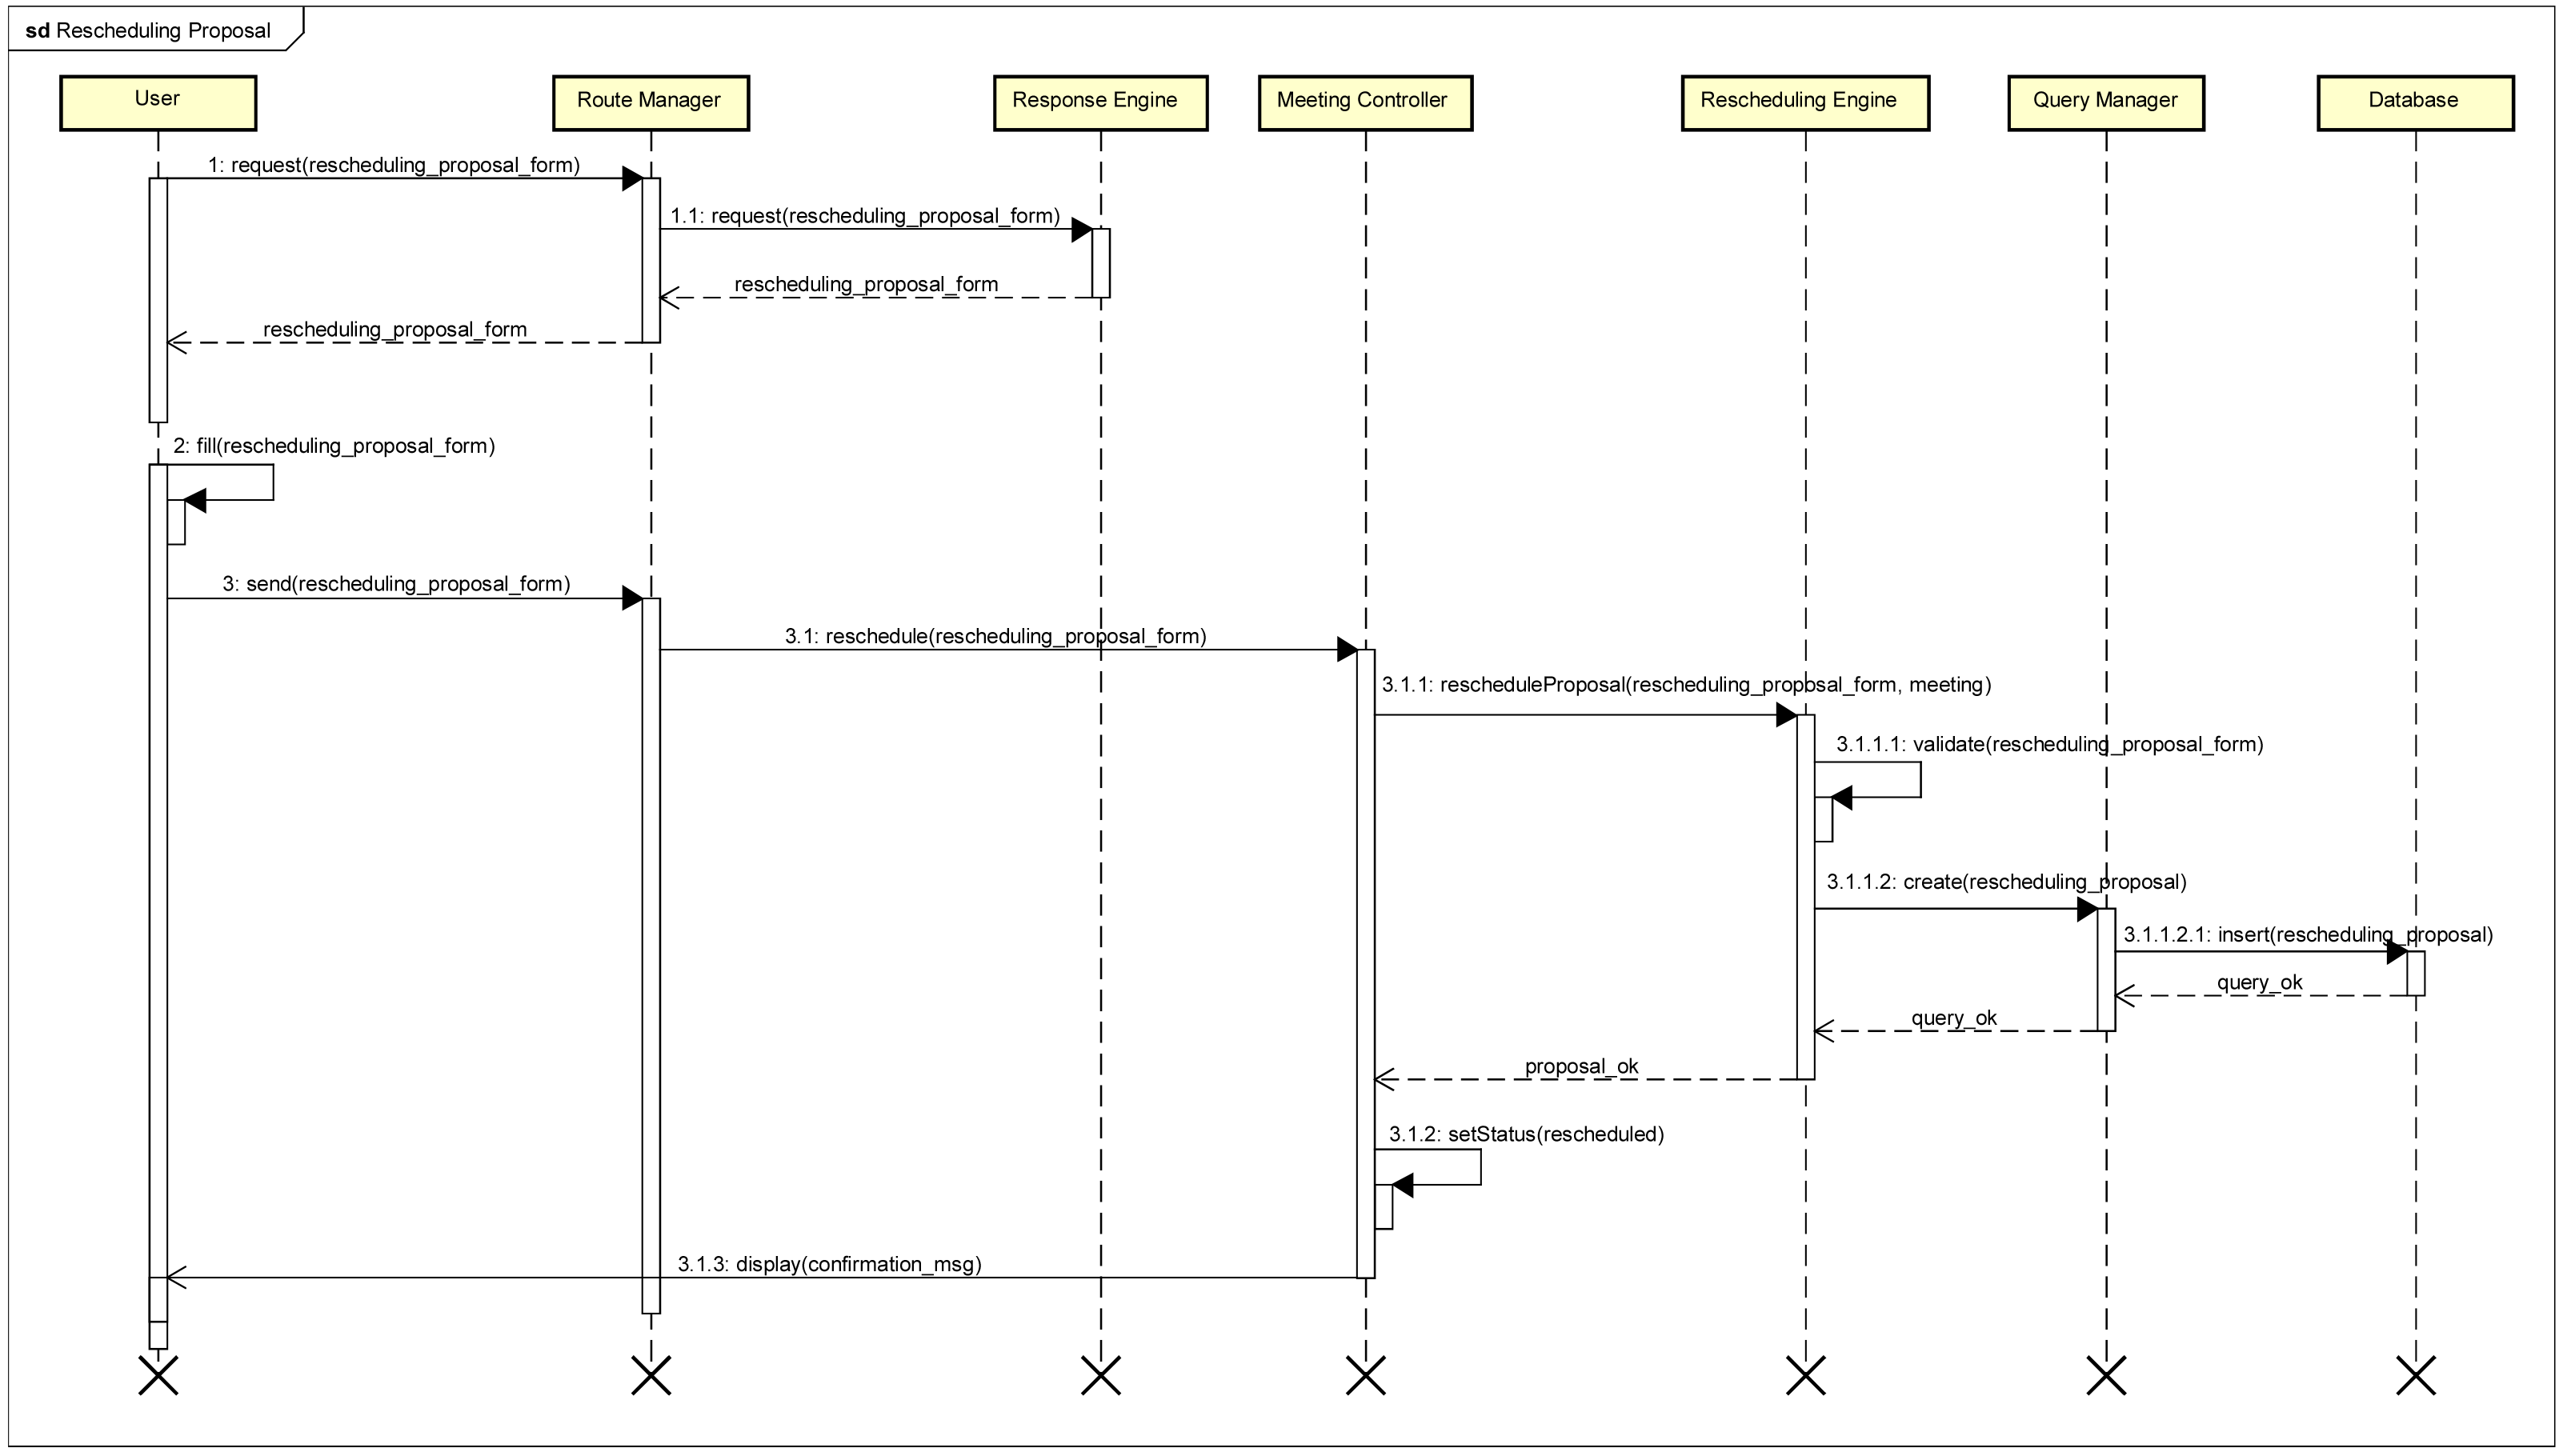 sd Rescheduling Proposal
User
Route Manager
Response Engine
Meeting Controller
Rescheduling Engine
Query Manager
Database
1: request(rescheduling_proposal_form)
1.1: request(rescheduling_proposal_form)
rescheduling_proposal_form
rescheduling_proposal_form
2: fill(rescheduling_proposal_form)
3: send(rescheduling_proposal_form)
3.1: reschedule(rescheduling_proposal_form)
3.1.1: rescheduleProposal(rescheduling_proposal_form, meeting)
3.1.1.1: validate(rescheduling_proposal_form)
3.1.1.2: create(rescheduling_proposal)
3.1.1.2.1: insert(rescheduling_proposal)
query_ok
query_ok
proposal_ok
3.1.2: setStatus(rescheduled)
3.1.3: display(confirmation_msg)